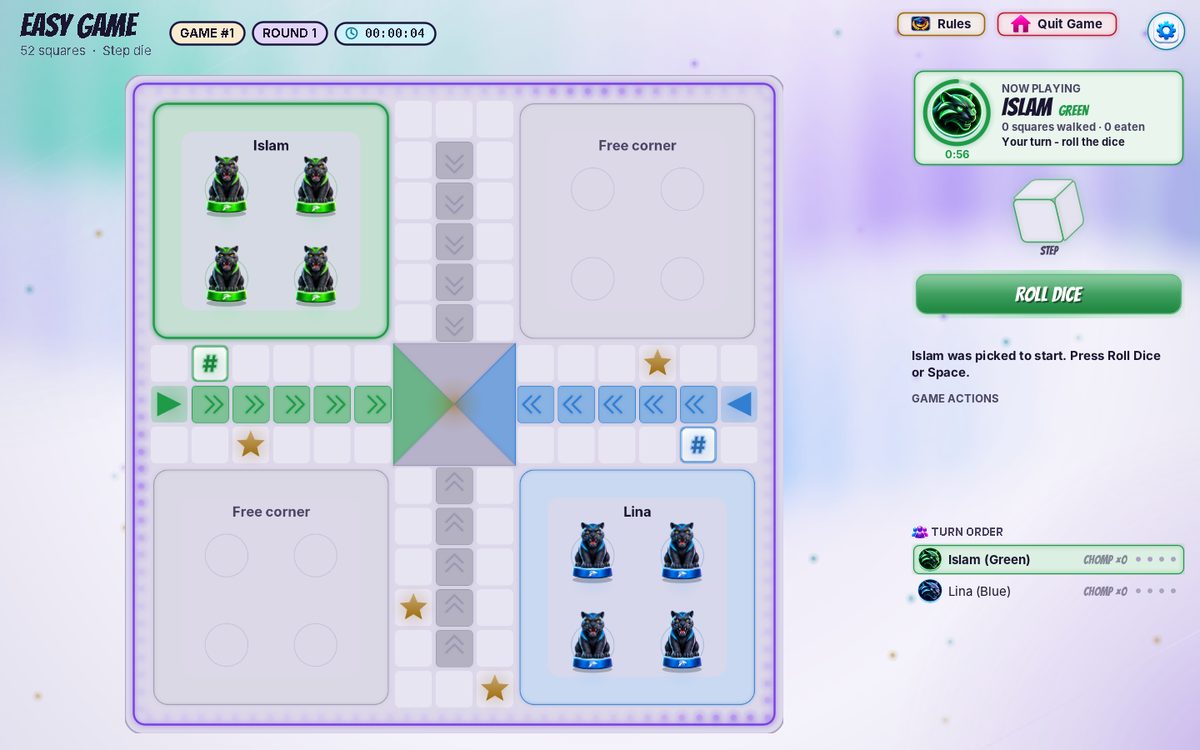 EASY GAME
52 squares · Step die
GAME #1
ROUND 1
00:00:04
Rules
Quit Game
NOW PLAYING
ISLAM GREEN
0 squares walked · 0 eaten
Your turn - roll the dice
0:56
STEP
ROLL DICE
Islam was picked to start. Press Roll Dice
or Space.
GAME ACTIONS
TURN ORDER
Islam (Green) CHOMP ×0
Lina (Blue) CHOMP ×0
Islam
Free corner
#
#
Free corner
Lina